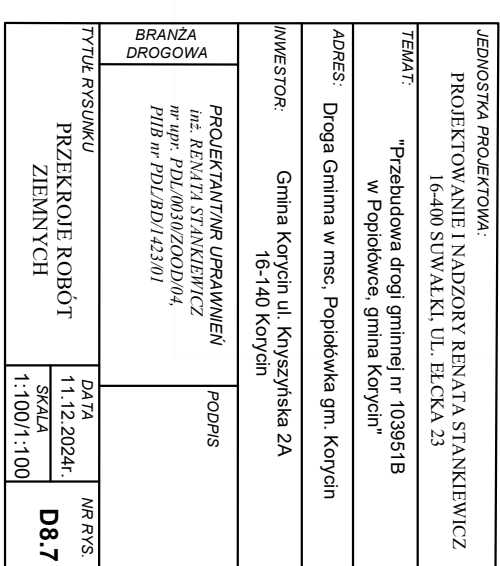 JEDNOSTKA PROJEKTOWA:
PROJEKTOWANIE I NADZORY RENATA STANKIEWICZ
16-400 SUWAŁKI, UL. EŁCKA 23
TEMAT:
"Przebudowa drogi gminnej nr 103951B
w Popiołówce, gmina Korycin"
ADRES: Droga Gminna w msc, Popiołówka gm. Korycin
INWESTOR:
Gmina Korycin ul. Knyszyńska 2A
16-140 Korycin
BRANŻA
DROGOWA
PROJEKTANT/NR UPRAWNIEŃ
inż. RENATA STANKIEWICZ
nr upr. PDL/0030/ZOOD/04,
PIIB nr PDL/BD/1423/01
PODPIS
TYTUŁ RYSUNKU
PRZEKROJE ROBÓT
ZIEMNYCH
DATA
11.12.2024r.
SKALA
1:100/1:100
NR RYS.
D8.7